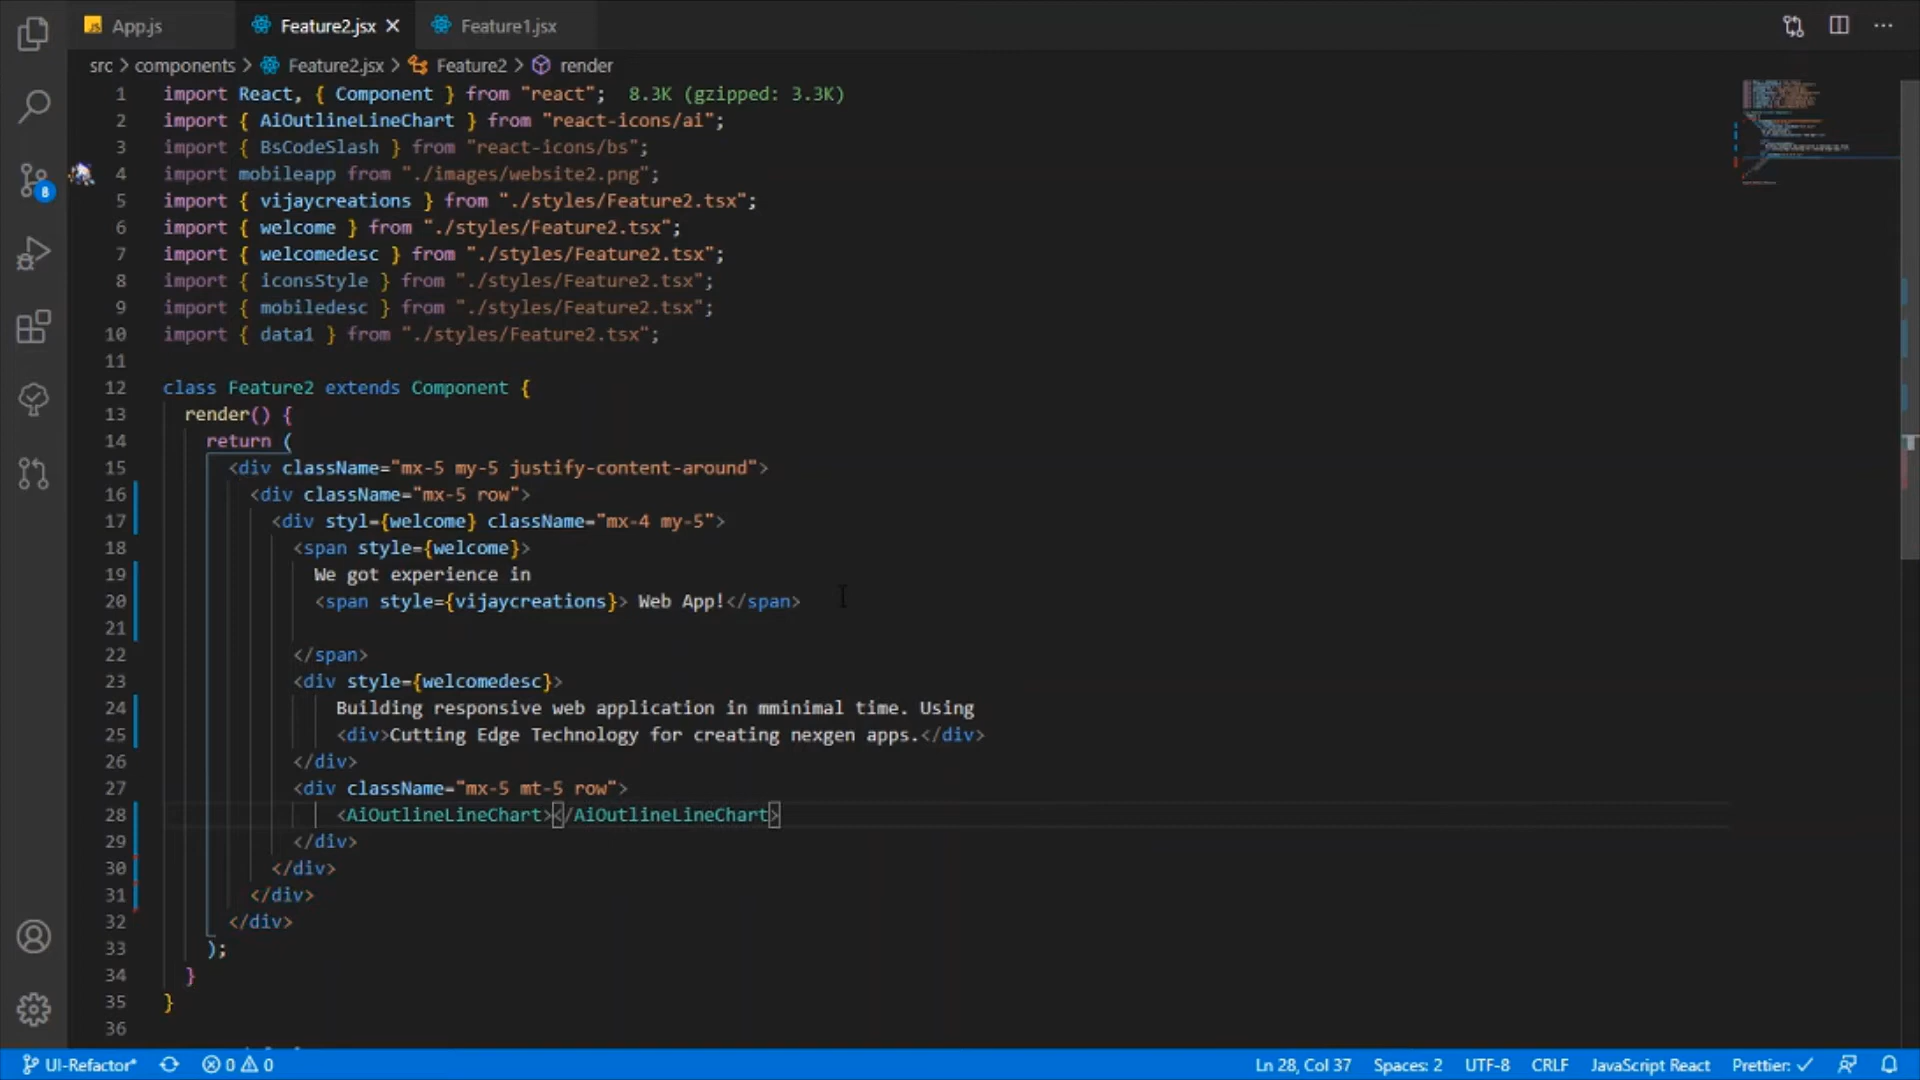 App.js
Feature2.jsx
Feature1.jsx
src > components > Feature2.jsx > Feature2 > render
1 import React, { Component } from "react"; 8.3K (gzipped: 3.3K)
2 import { AiOutlineLineChart } from "react-icons/ai";
3 import { BsCodeSlash } from "react-icons/bs";
4 import mobileapp from "./images/website2.png";
5 import { vijaycreations } from "./styles/Feature2.tsx";
6 import { welcome } from "./styles/Feature2.tsx";
7 import { welcomedesc } from "./styles/Feature2.tsx";
8 import { iconsStyle } from "./styles/Feature2.tsx";
9 import { mobiledesc } from "./styles/Feature2.tsx";
10 import { data1 } from "./styles/Feature2.tsx";
11
12 class Feature2 extends Component {
13 render() {
14 return (
15 <div className="mx-5 my-5 justify-content-around">
16 <div className="mx-5 row">
17 <div styl={welcome} className="mx-4 my-5">
18 <span style={welcome}>
19 We got experience in
20 <span style={vijaycreations}> Web App!</span>
21
22 </span>
23 <div style={welcomedesc}>
24 Building responsive web application in mminimal time. Using
25 <div>Cutting Edge Technology for creating nexgen apps.</div>
26 </div>
27 <div className="mx-5 mt-5 row">
28 <AiOutlineLineChart></AiOutlineLineChart>
29 </div>
30 </div>
31 </div>
32 </div>
33 );
34 }
35 }
36
8
UI-Refactor* 0 0 Ln 28, Col 37 Spaces: 2 UTF-8 CRLF JavaScript React Prettier: ✓